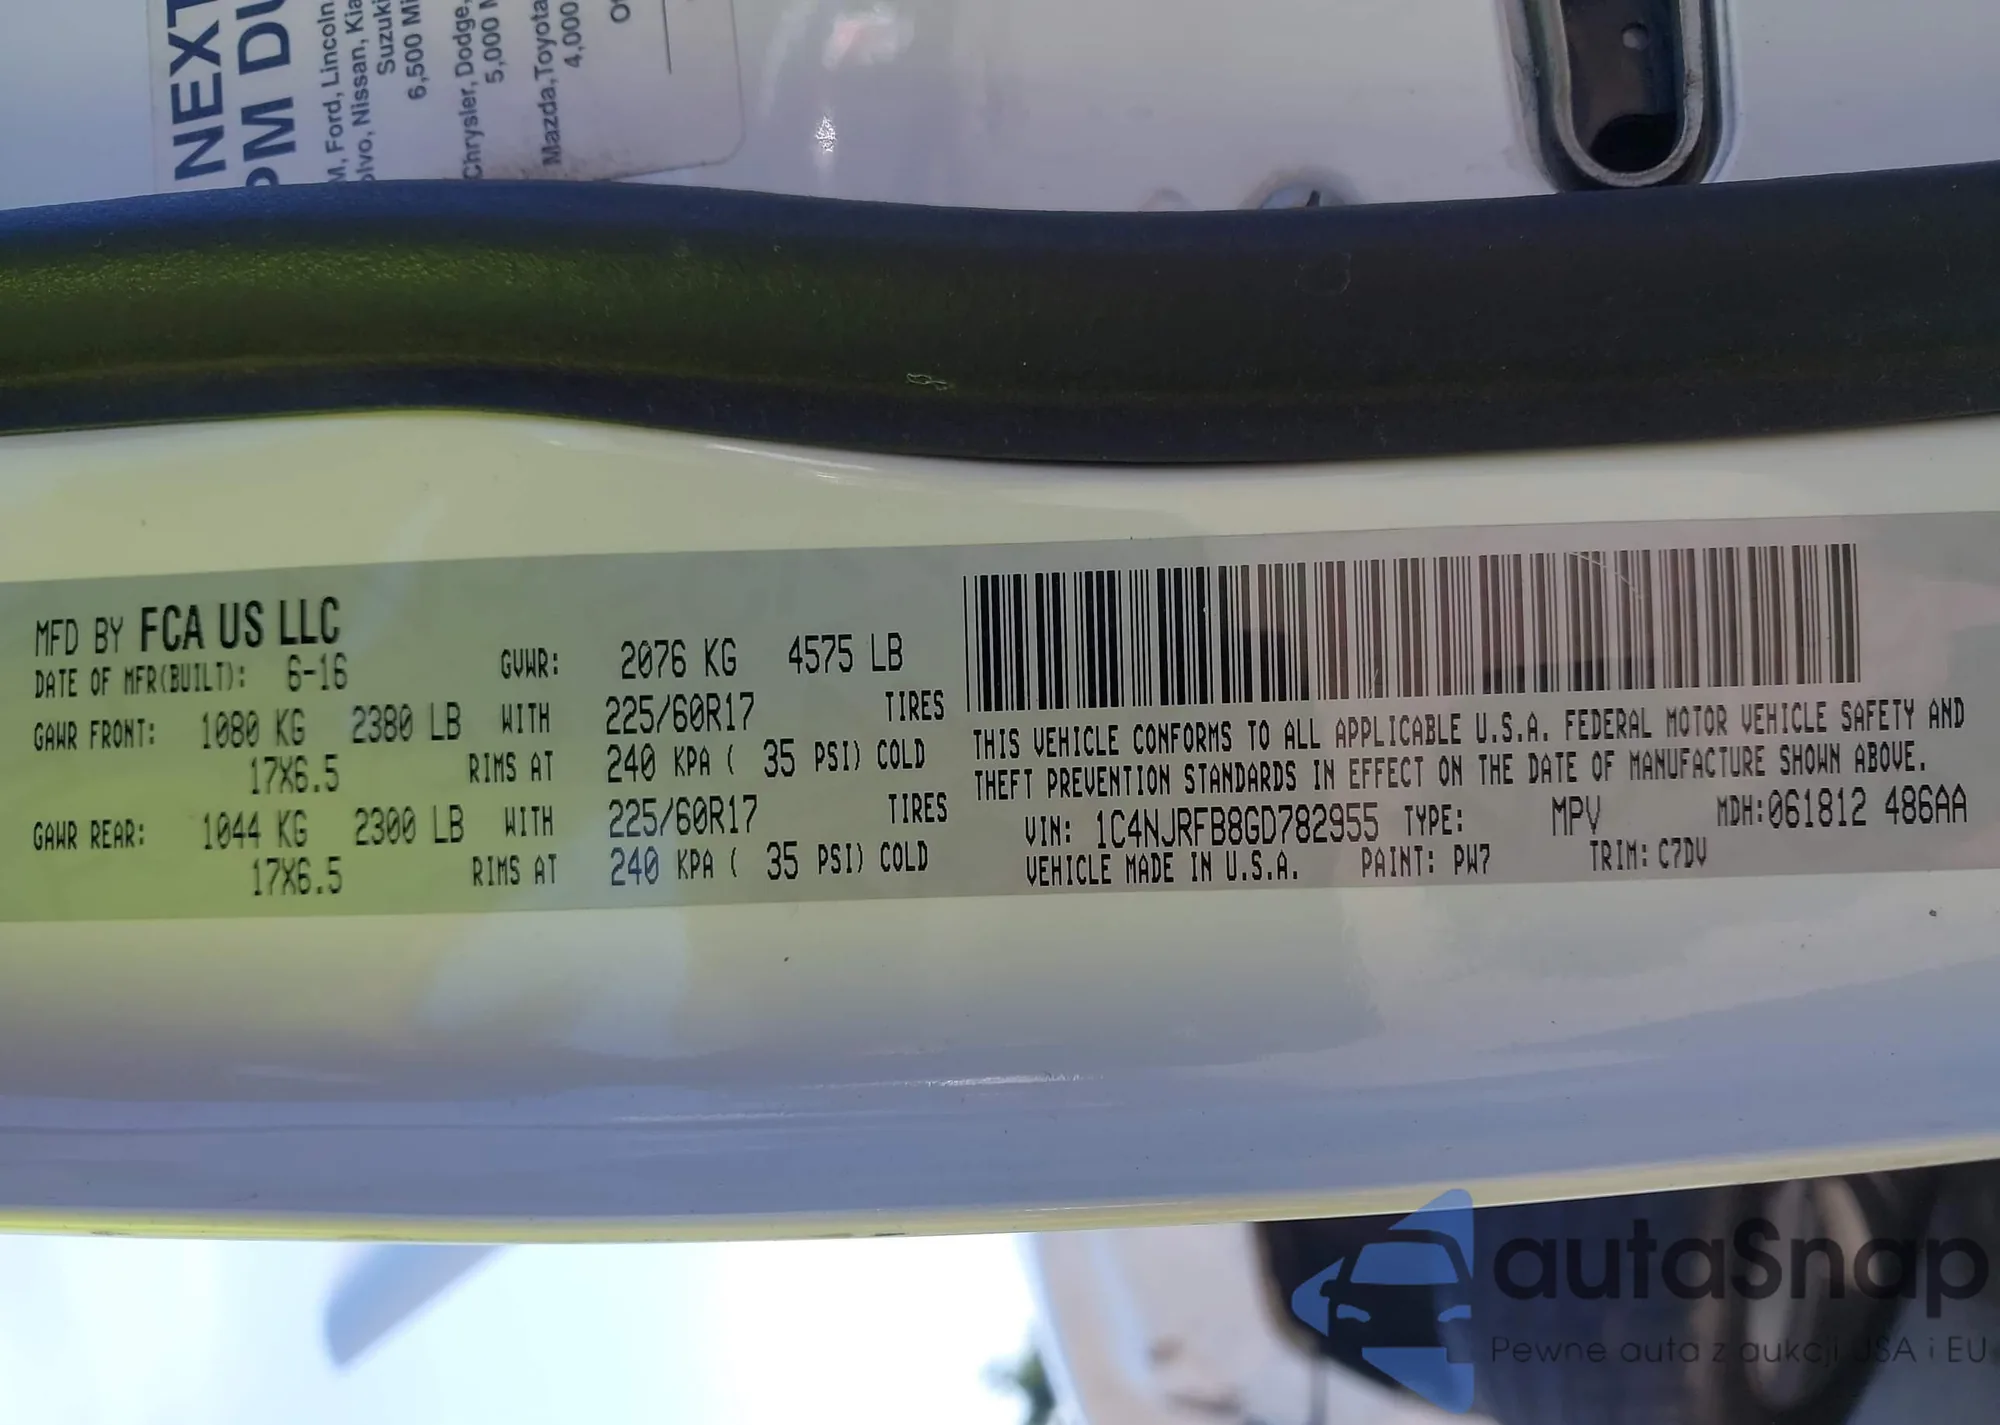 NEXT
PM DU
M, Ford, Lincoln,
olvo, Nissan, Kia
Suzuki
6,500 Mi
Chrysler, Dodge,
5,000 M
Mazda, Toyota
4,000
MFD BY FCA US LLC
DATE OF MFR(BUILT): 6-16 GVWR: 2076 KG 4575 LB
GAWR FRONT: 1080 KG 2380 LB WITH 225/60R17 TIRES
17X6.5 RIMS AT 240 KPA ( 35 PSI) COLD
GAWR REAR: 1044 KG 2300 LB WITH 225/60R17 TIRES
17X6.5 RIMS AT 240 KPA ( 35 PSI) COLD
THIS VEHICLE CONFORMS TO ALL APPLICABLE U.S.A. FEDERAL MOTOR VEHICLE SAFETY AND
THEFT PREVENTION STANDARDS IN EFFECT ON THE DATE OF MANUFACTURE SHOWN ABOVE.
VIN: 1C4NJRFB8GD782955 TYPE: MPV MDH:061812 486AA
VEHICLE MADE IN U.S.A. PAINT: PW7 TRIM: C7DV
autaSnap
Pewne auta z aukcji USA i EU